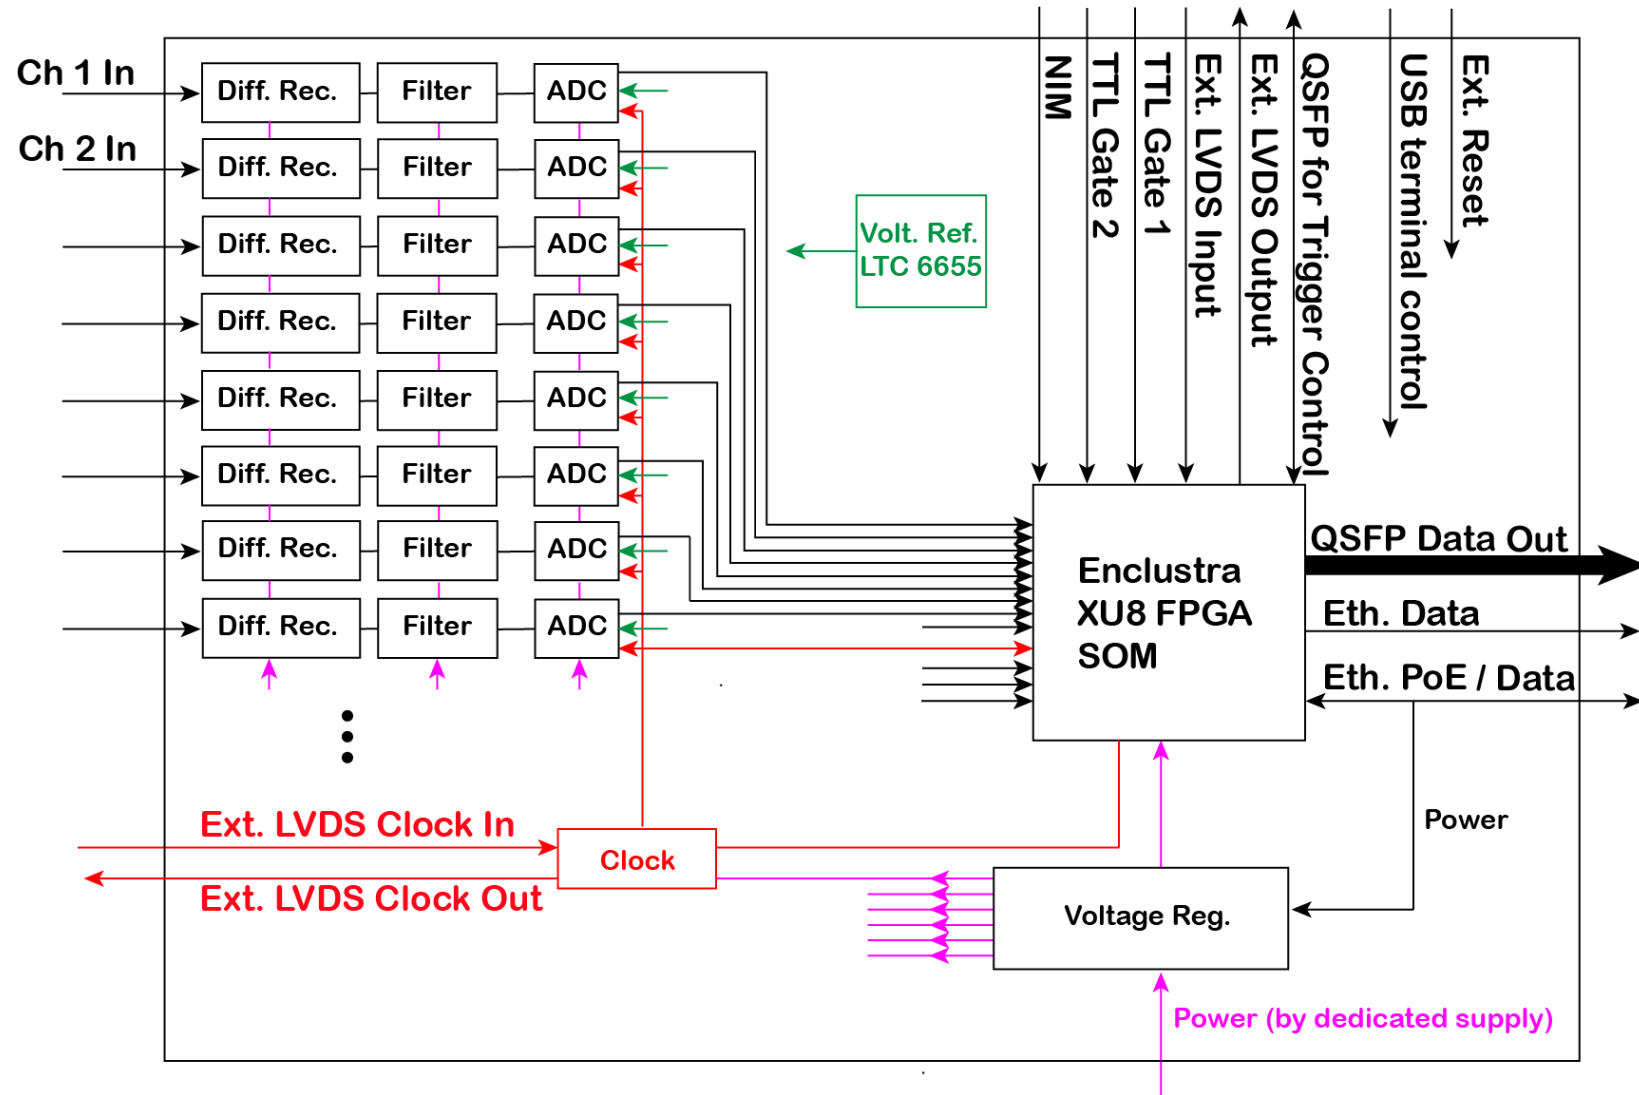 Ch 1 In
Diff. Rec.
Filter
ADC
Ch 2 In
Diff. Rec.
Filter
ADC
Diff. Rec.
Filter
ADC
Diff. Rec.
Filter
ADC
Diff. Rec.
Filter
ADC
Diff. Rec.
Filter
ADC
Diff. Rec.
Filter
ADC
Diff. Rec.
Filter
ADC
Volt. Ref.
LTC 6655
NIM
TTL Gate 2
TTL Gate 1
Ext. LVDS Input
Ext. LVDS Output
QSFP for Trigger Control
USB terminal control
Ext. Reset
Enclustra
XU8 FPGA
SOM
QSFP Data Out
Eth. Data
Eth. PoE / Data
Power
Ext. LVDS Clock In
Clock
Ext. LVDS Clock Out
Voltage Reg.
Power (by dedicated supply)